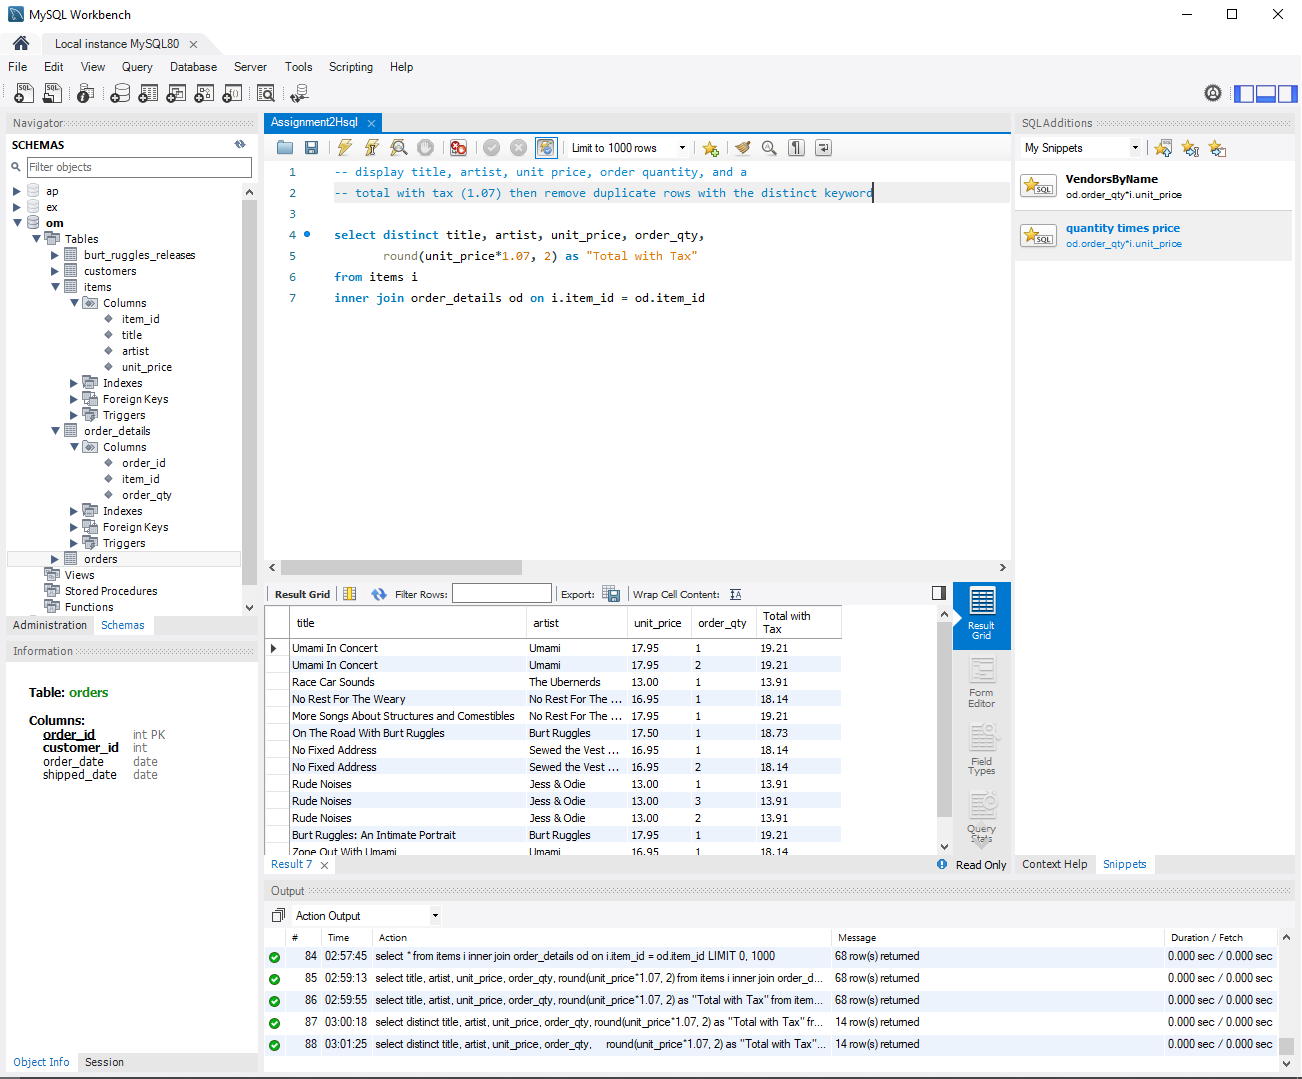 MySQL Workbench
Local instance MySQL80
File Edit View Query Database Server Tools Scripting Help
Navigator
SCHEMAS
Filter objects
ap
ex
om
Tables
burt_ruggles_releases
customers
items
Columns
item_id
title
artist
unit_price
Indexes
Foreign Keys
Triggers
order_details
Columns
order_id
item_id
order_qty
Indexes
Foreign Keys
Triggers
orders
Views
Stored Procedures
Functions
Administration Schemas
Information
Table: orders
Columns:
order_id int PK
customer_id int
order_date date
shipped_date date
Object Info Session
Assignment2Hsql
Limit to 1000 rows
1 -- display title, artist, unit price, order quantity, and a
2 -- total with tax (1.07) then remove duplicate rows with the distinct keyword
3
4 select distinct title, artist, unit_price, order_qty,
5 round(unit_price*1.07, 2) as "Total with Tax"
6 from items i
7 inner join order_details od on i.item_id = od.item_id
Result Grid Filter Rows: Export: Wrap Cell Content:
title artist unit_price order_qty Total with Tax
Umami In Concert Umami 17.95 1 19.21
Umami In Concert Umami 17.95 2 19.21
Race Car Sounds The Ubernerds 13.00 1 13.91
No Rest For The Weary No Rest For The ... 16.95 1 18.14
More Songs About Structures and Comestibles No Rest For The ... 17.95 1 19.21
On The Road With Burt Ruggles Burt Ruggles 17.50 1 18.73
No Fixed Address Sewed the Vest ... 16.95 1 18.14
No Fixed Address Sewed the Vest ... 16.95 2 18.14
Rude Noises Jess & Odie 13.00 1 13.91
Rude Noises Jess & Odie 13.00 3 13.91
Rude Noises Jess & Odie 13.00 2 13.91
Burt Ruggles: An Intimate Portrait Burt Ruggles 17.95 1 19.21
Zone Out With Umami Umami 16.95 1 18.14
Result Grid
Form Editor
Field Types
Query Stats
Result 7
Read Only
SQLAdditions
My Snippets
SQL
VendorsByName
od.order_qty*i.unit_price
SQL
quantity times price
od.order_qty*i.unit_price
Context Help Snippets
Output
Action Output
# Time Action Message Duration / Fetch
84 02:57:45 select * from items i inner join order_details od on i.item_id = od.item_id LIMIT 0, 1000 68 row(s) returned 0.000 sec / 0.000 sec
85 02:59:13 select title, artist, unit_price, order_qty, round(unit_price*1.07, 2) from items i inner join order_d... 68 row(s) returned 0.000 sec / 0.000 sec
86 02:59:55 select title, artist, unit_price, order_qty, round(unit_price*1.07, 2) as "Total with Tax" from item... 68 row(s) returned 0.000 sec / 0.000 sec
87 03:00:18 select distinct title, artist, unit_price, order_qty, round(unit_price*1.07, 2) as "Total with Tax" fr... 14 row(s) returned 0.000 sec / 0.000 sec
88 03:01:25 select distinct title, artist, unit_price, order_qty, round(unit_price*1.07, 2) as "Total with Tax"... 14 row(s) returned 0.000 sec / 0.000 sec